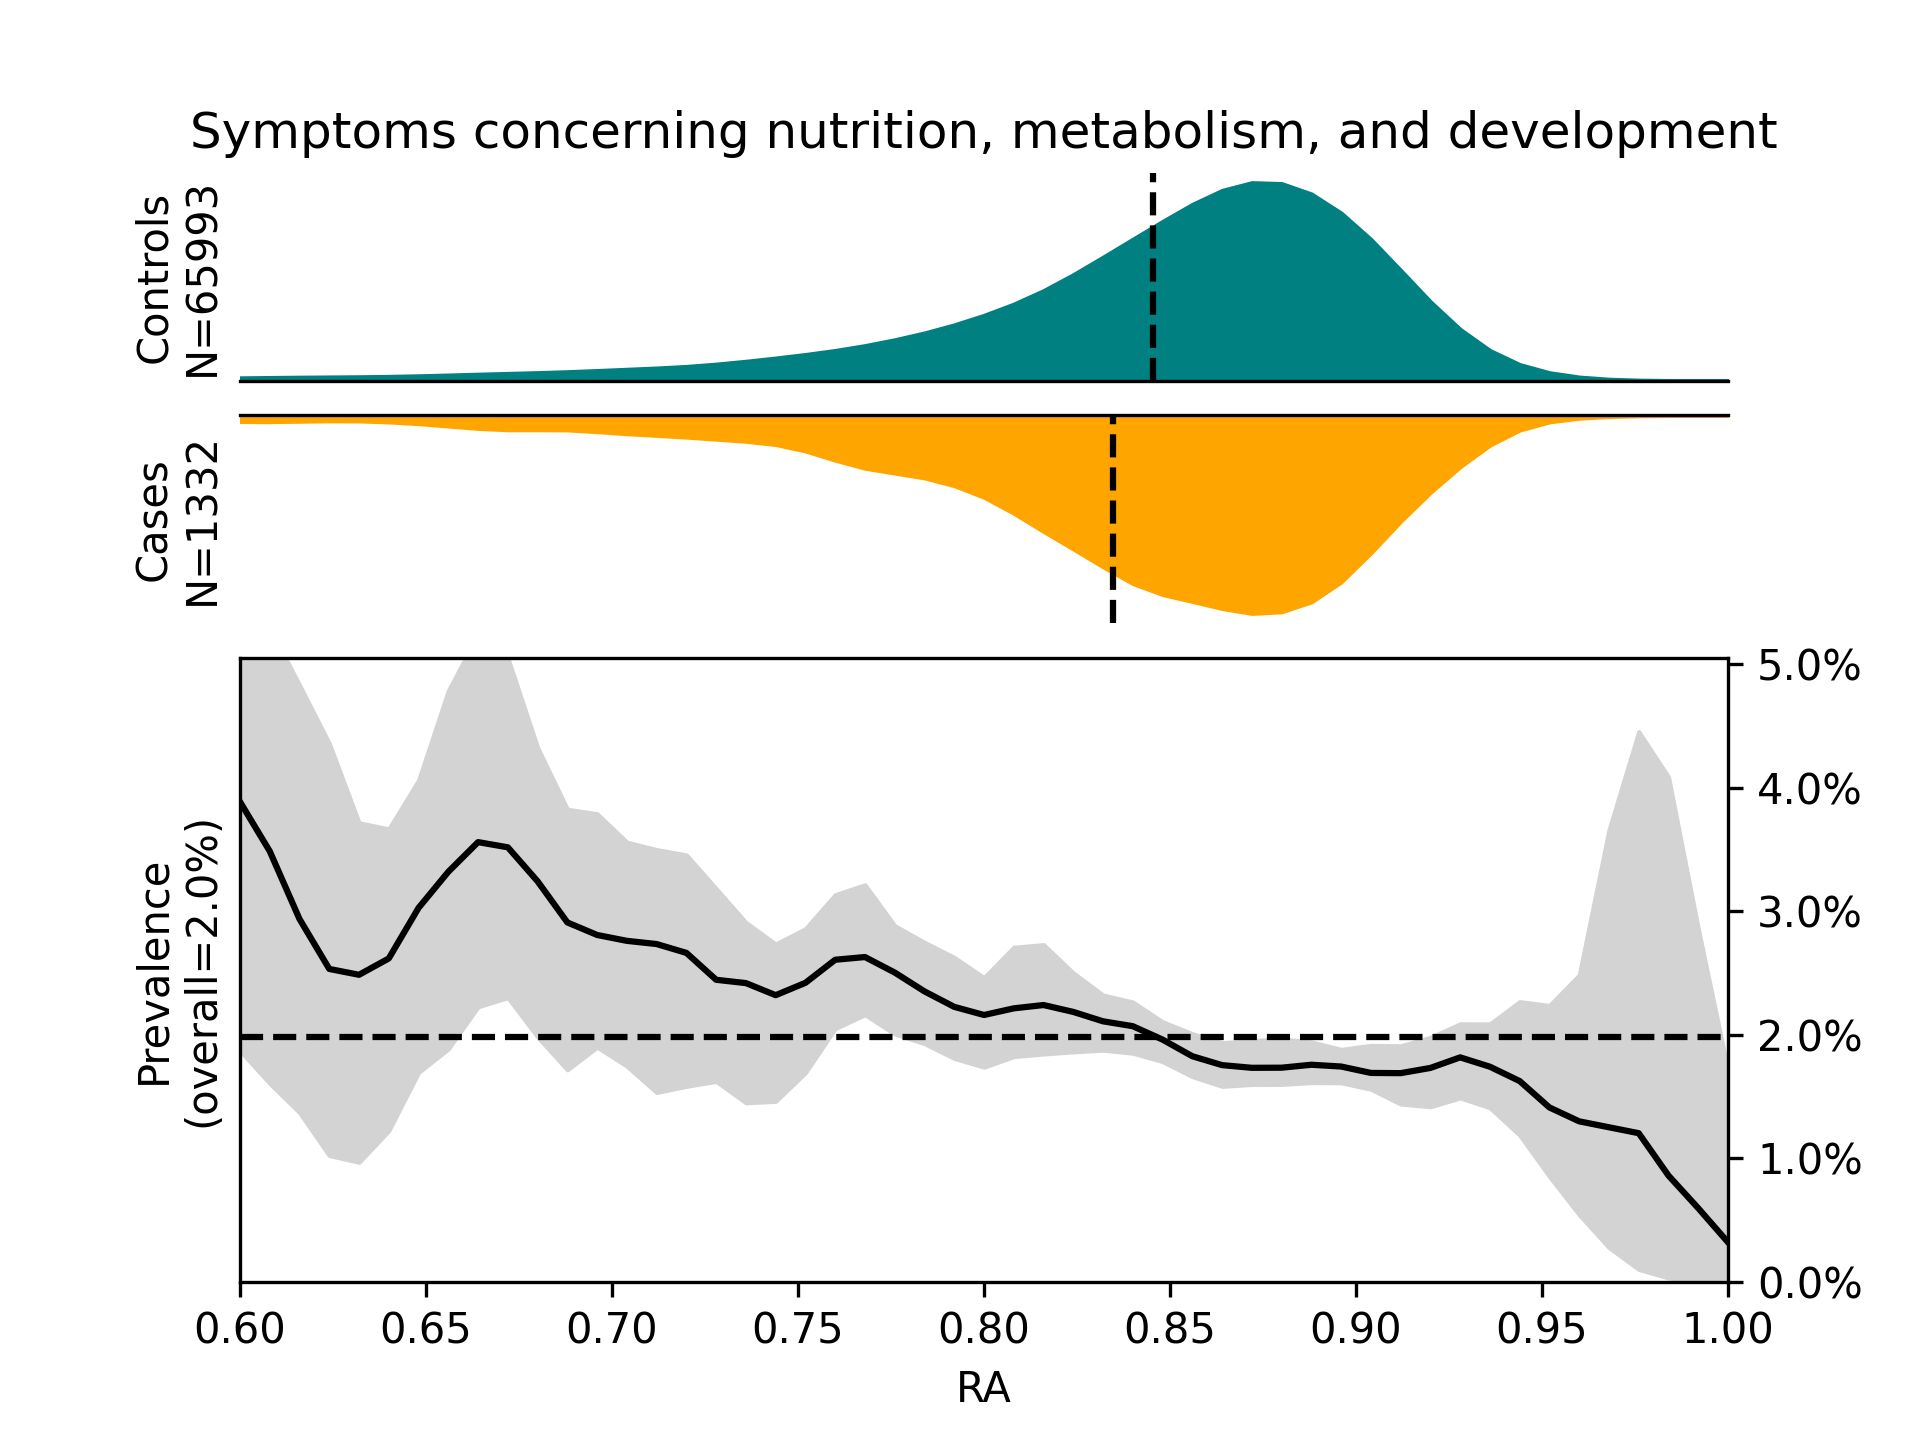 Symptoms concerning nutrition, metabolism, and development
Controls
N=65993
Cases
N=1332
Prevalence
(overall=2.0%)
5.0%
4.0%
3.0%
2.0%
1.0%
0.0%
0.60 0.65 0.70 0.75 0.80 0.85 0.90 0.95 1.00
RA